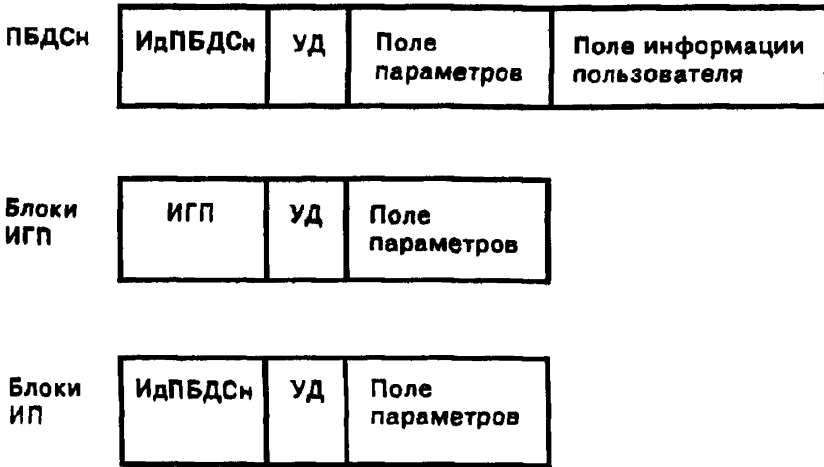 ПБДСн ИдПБДСн УД Поле параметров Поле информации пользователя
Блоки ИГП ИГП УД Поле параметров
Блоки ИП ИдПБДСн УД Поле параметров